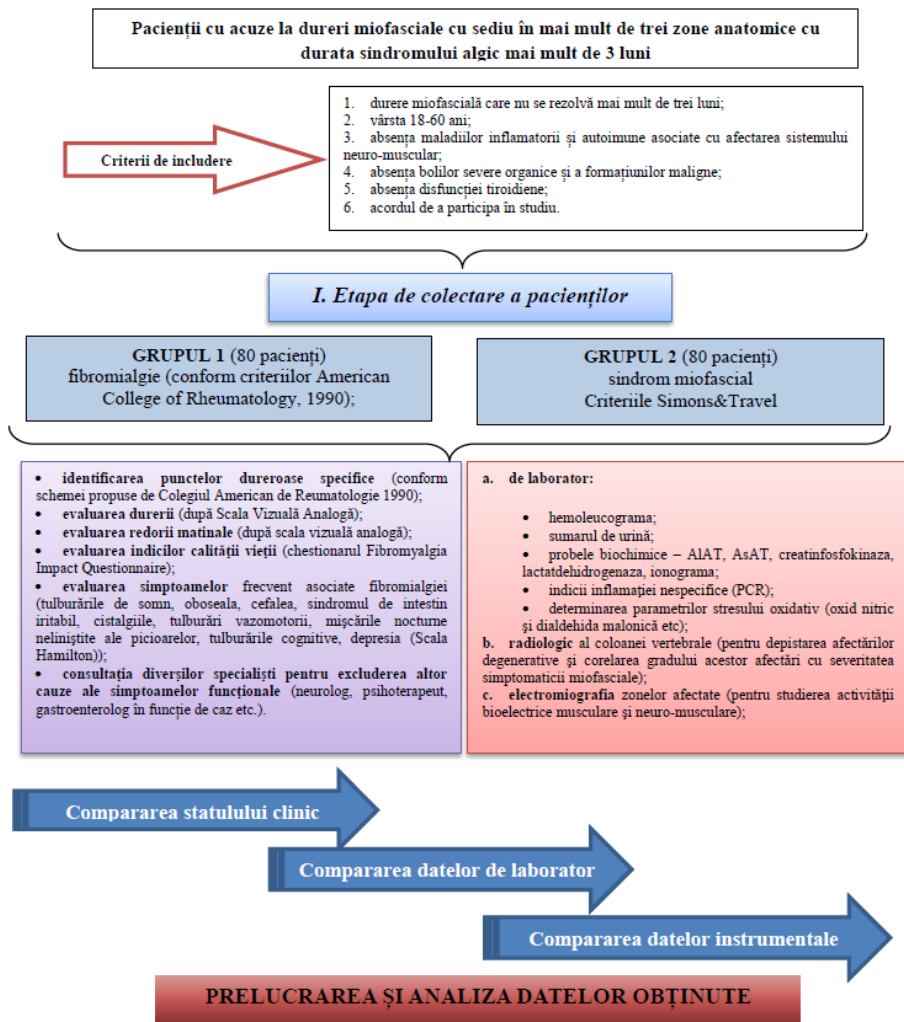 Pacienții cu acuze la dureri miofasciale cu sediu în mai mult de trei zone anatomice cu
durata sindromului algic mai mult de 3 luni
Criterii de includere
1. durere miofascială care nu se rezolvă mai mult de trei luni;
2. vârsta 18-60 ani;
3. absența maladiilor inflamatorii și autoimune asociate cu afectarea sistemului
neuro-muscular;
4. absența bolilor severe organice și a formațiunilor maligne;
5. absența disfuncției tiroidiene;
6. acordul de a participa în studiu.
I. Etapa de colectare a pacienților
GRUPUL 1 (80 pacienți)
fibromialgie (conform criteriilor American
College of Rheumatology, 1990);
GRUPUL 2 (80 pacienți)
sindrom miofascial
Criteriile Simons&Travel
• identificarea punctelor dureroase specifice (conform
schemei propuse de Colegiul American de Reumatologie 1990);
• evaluarea durerii (după Scala Vizuală Analogă);
• evaluarea redorii matinale (după scala vizuală analogă);
• evaluarea indicilor calității vieții (chestionarul Fibromyalgia
Impact Questionnaire);
• evaluarea simptoamelor frecvent asociate fibromialgiei
(tulburările de somn, oboseala, cefalea, sindromul de intestin
iritabil, cistalgiile, tulburări vazomotorii, mișcările nocturne
neliniștite ale picioarelor, tulburările cognitive, depresia (Scala
Hamilton));
• consultația diverșilor specialiști pentru excluderea altor
cauze ale simptoamelor funcționale (neurolog, psihoterapeut,
gastroenterolog în funcție de caz etc.).
a. de laborator:
• hemoleucograma;
• sumarul de urină;
• probele biochimice – AlAT, AsAT, creatinfosfokinaza,
lactatdehidrogenaza, ionograma;
• indicii inflamației nespecifice (PCR);
• determinarea parametrilor stresului oxidativ (oxid nitric
şi dialdehida malonică etc);
b. radiologic al coloanei vertebrale (pentru depistarea afectărilor
degenerative şi corelarea gradului acestor afectări cu severitatea
simptomaticii miofasciale);
c. electromiografia zonelor afectate (pentru studierea activităţii
bioelectrice musculare şi neuro-musculare);
Compararea statulului clinic
Compararea datelor de laborator
Compararea datelor instrumentale
PRELUCRAREA ȘI ANALIZA DATELOR OBȚINUTE